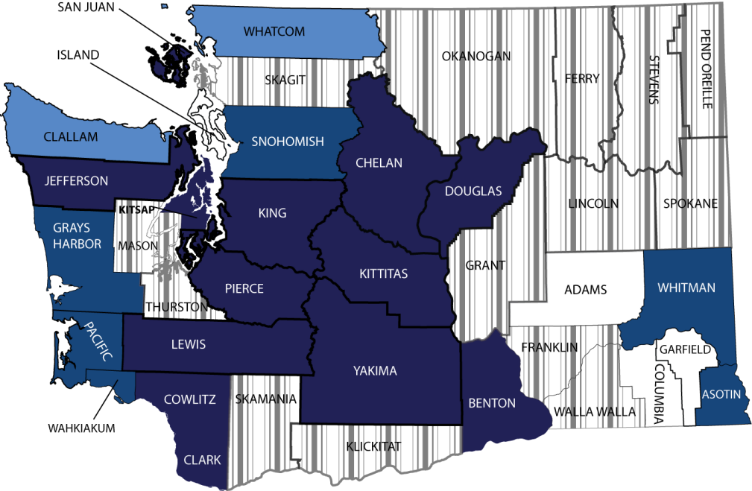 SAN JUAN
WHATCOM
ISLAND
OKANOGAN
PEND OREILLE
SKAGIT
FERRY
STEVENS
CLALLAM
SNOHOMISH
CHELAN
JEFFERSON
DOUGLAS
KITSAP
KING
LINCOLN
SPOKANE
GRAYS
HARBOR
MASON
KITTITAS
GRANT
PIERCE
ADAMS
WHITMAN
THURSTON
PACIFIC
LEWIS
FRANKLIN
GARFIELD
YAKIMA
COLUMBIA
COWLITZ
SKAMANIA
BENTON
WALLA WALLA
ASOTIN
WAHKIAKUM
KLICKITAT
CLARK